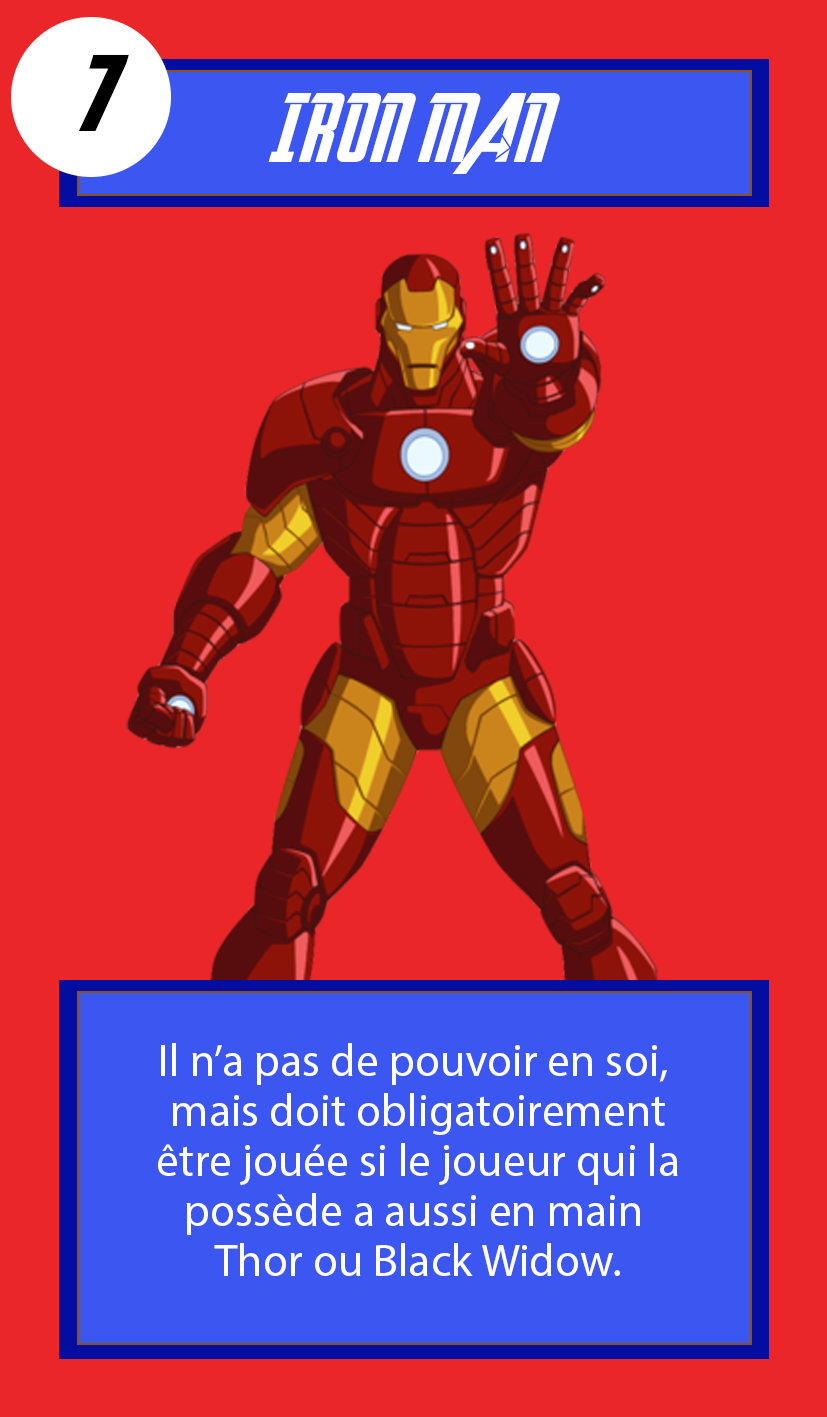 7
IRON MAN
Il n’a pas de pouvoir en soi,
mais doit obligatoirement
être jouée si le joueur qui la
possède a aussi en main
Thor ou Black Widow.